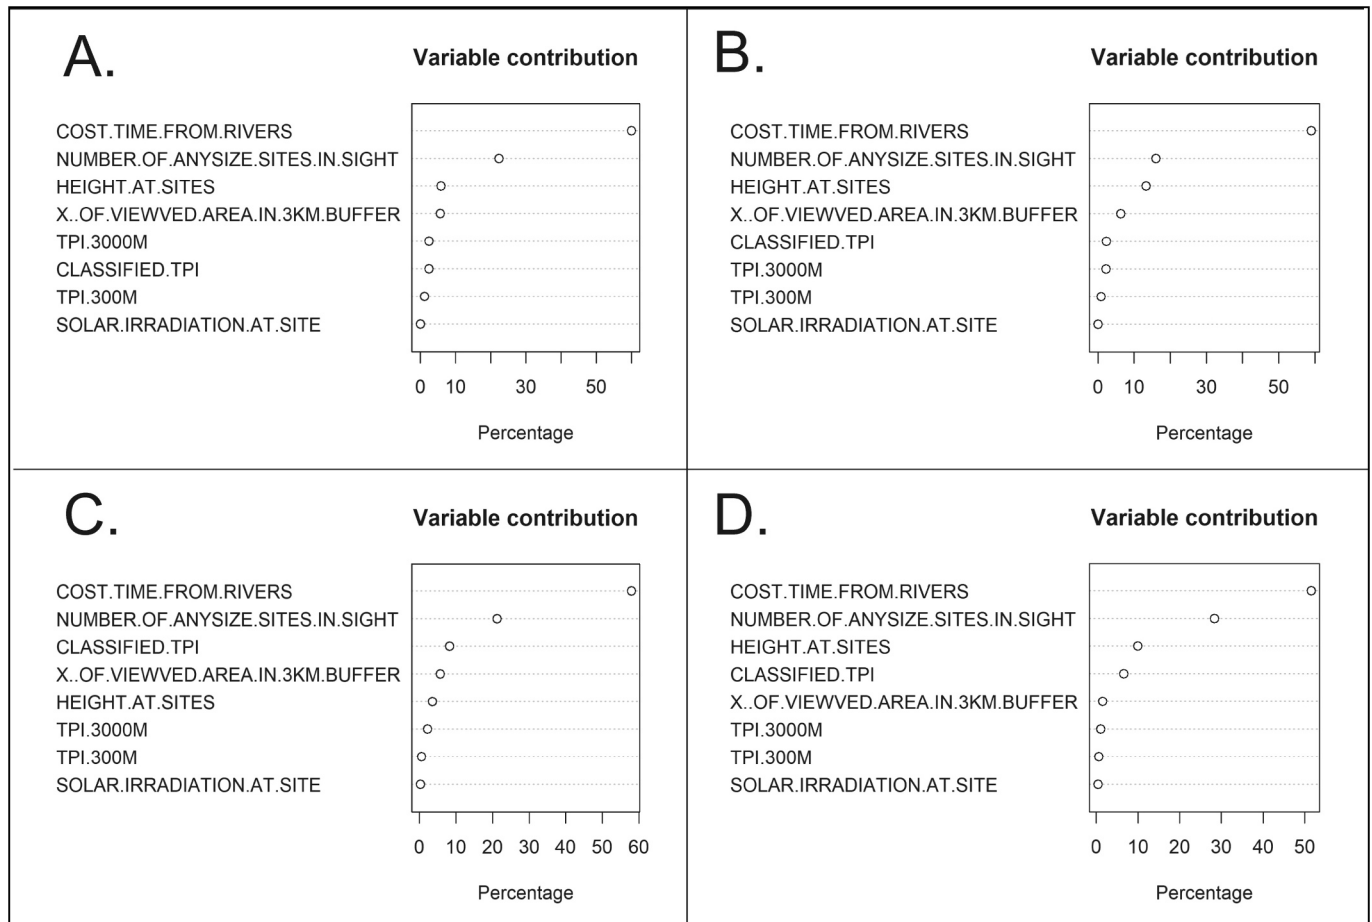 A.
Variable contribution
COST.TIME.FROM.RIVERS
NUMBER.OF.ANYSIZE.SITES.IN.SIGHT
HEIGHT.AT.SITES
X..OF.VIEWVED.AREA.IN.3KM.BUFFER
TPI.3000M
CLASSIFIED.TPI
TPI.300M
SOLAR.IRRADIATION.AT.SITE
0 10 30 50
Percentage
B.
Variable contribution
COST.TIME.FROM.RIVERS
NUMBER.OF.ANYSIZE.SITES.IN.SIGHT
HEIGHT.AT.SITES
X..OF.VIEWVED.AREA.IN.3KM.BUFFER
CLASSIFIED.TPI
TPI.3000M
TPI.300M
SOLAR.IRRADIATION.AT.SITE
0 10 30 50
Percentage
C.
Variable contribution
COST.TIME.FROM.RIVERS
NUMBER.OF.ANYSIZE.SITES.IN.SIGHT
CLASSIFIED.TPI
X..OF.VIEWVED.AREA.IN.3KM.BUFFER
HEIGHT.AT.SITES
TPI.3000M
TPI.300M
SOLAR.IRRADIATION.AT.SITE
0 10 20 30 40 50 60
Percentage
D.
Variable contribution
COST.TIME.FROM.RIVERS
NUMBER.OF.ANYSIZE.SITES.IN.SIGHT
HEIGHT.AT.SITES
CLASSIFIED.TPI
X..OF.VIEWVED.AREA.IN.3KM.BUFFER
TPI.3000M
TPI.300M
SOLAR.IRRADIATION.AT.SITE
0 10 20 30 40 50
Percentage